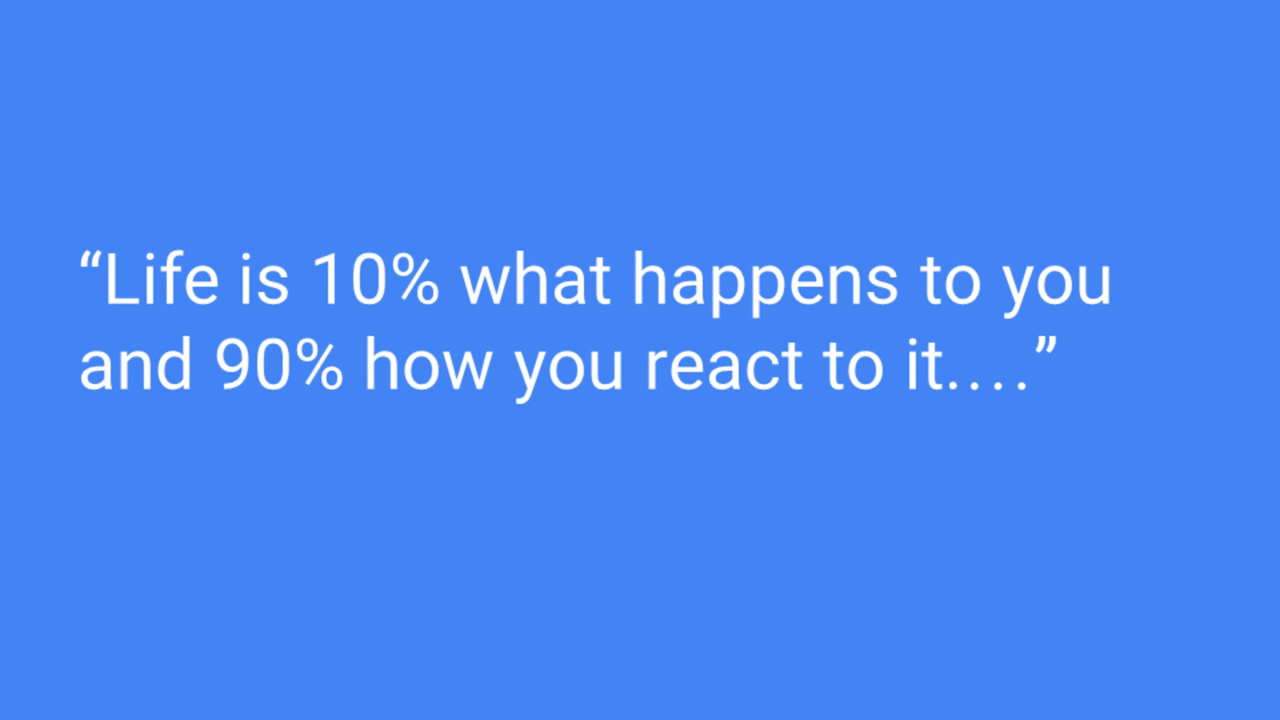 “Life is 10% what happens to you
and 90% how you react to it....”